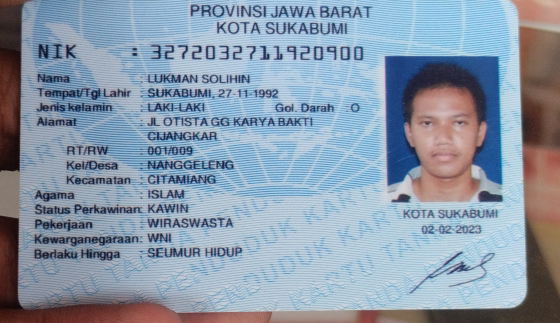 PROVINSI JAWA BARAT
KOTA SUKABUMI
NIK : 3272032711920900
Nama : LUKMAN SOLIHIN
Tempat/Tgl Lahir : SUKABUMI, 27-11-1992
Jenis kelamin : LAKI-LAKI Gol. Darah : O
Alamat : JL OTISTA GG KARYA BAKTI
CIJANGKAR
RT/RW : 001/009
Kel/Desa : NANGGELENG
Kecamatan : CITAMIANG
Agama : ISLAM
Status Perkawinan: KAWIN
Pekerjaan : WIRASWASTA
Kewarganegaraan: WNI
Berlaku Hingga : SEUMUR HIDUP
KOTA SUKABUMI
02-02-2023